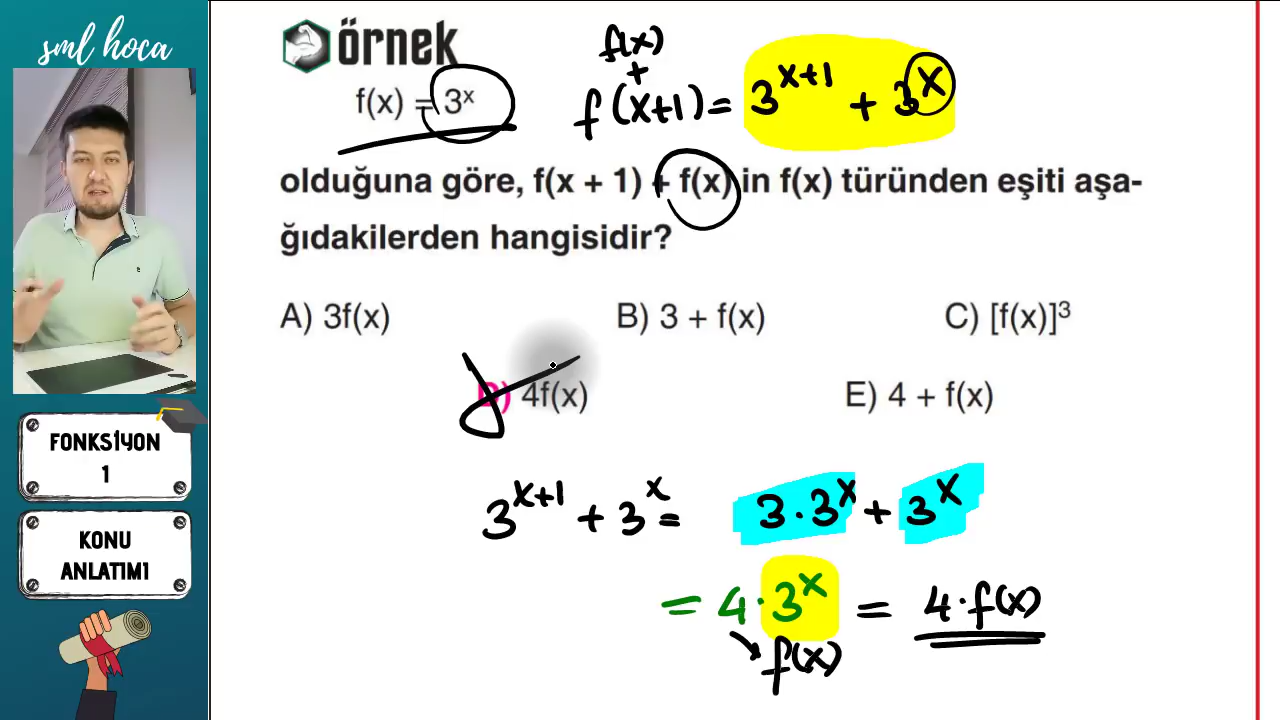 sml hoca
FONKSİYON
1
KONU
ANLATIMI
örnek
f(x) = 3ˣ
f(x)
+
f(x+1) = 3ˣ⁺¹ + 3ˣ
olduğuna göre, f(x + 1) + f(x) in f(x) türünden eşiti aşa-
ğıdakilerden hangisidir?
A) 3f(x) B) 3 + f(x) C) [f(x)]³
D) 4f(x) E) 4 + f(x)
3ˣ⁺¹ + 3ˣ = 3·3ˣ + 3ˣ
= 4·3ˣ = 4·f(x)
f(x)